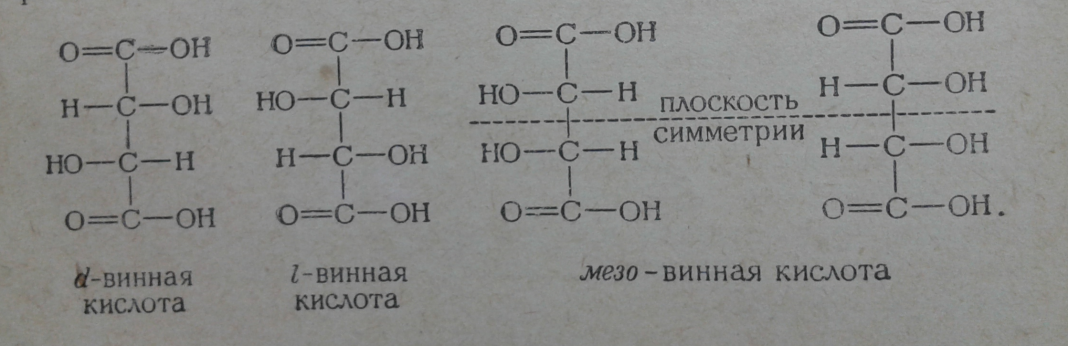 O=C—OH O=C—OH O=C—OH O=C—OH
H—C—OH HO—C—H HO—C—H H—C—OH
плоскость
симметрии
HO—C—H H—C—OH HO—C—H H—C—OH
O=C—OH O=C—OH O=C—OH O=C—OH.
d-винная
кислота
l-винная
кислота
мезо-винная кислота